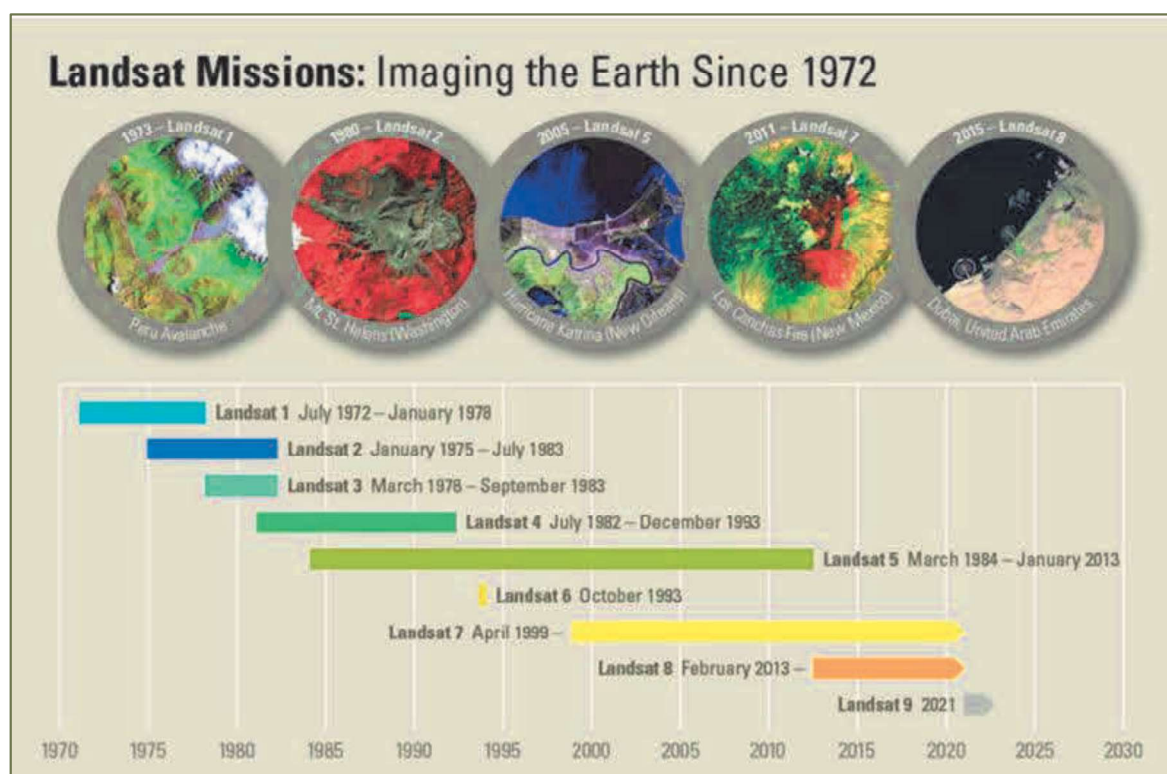 Landsat Missions: Imaging the Earth Since 1972
1973 – Landsat 1
1980 – Landsat 2
2005 – Landsat 5
2011 – Landsat 7
2015 – Landsat 8
Paru Avalanche
Mt. St. Helens (Washington)
Hurricane Katrina (New Orleans)
Los Conchas Fire (New Mexico)
Dubai, United Arab Emirates
Landsat 1 July 1972 – January 1978
Landsat 2 January 1975 – July 1983
Landsat 3 March 1978 – September 1983
Landsat 4 July 1982 – December 1993
Landsat 5 March 1984 – January 2013
Landsat 6 October 1993
Landsat 7 April 1999 –
Landsat 8 February 2013 –
Landsat 9 2021
1970 1975 1980 1985 1990 1995 2000 2005 2010 2015 2020 2025 2030